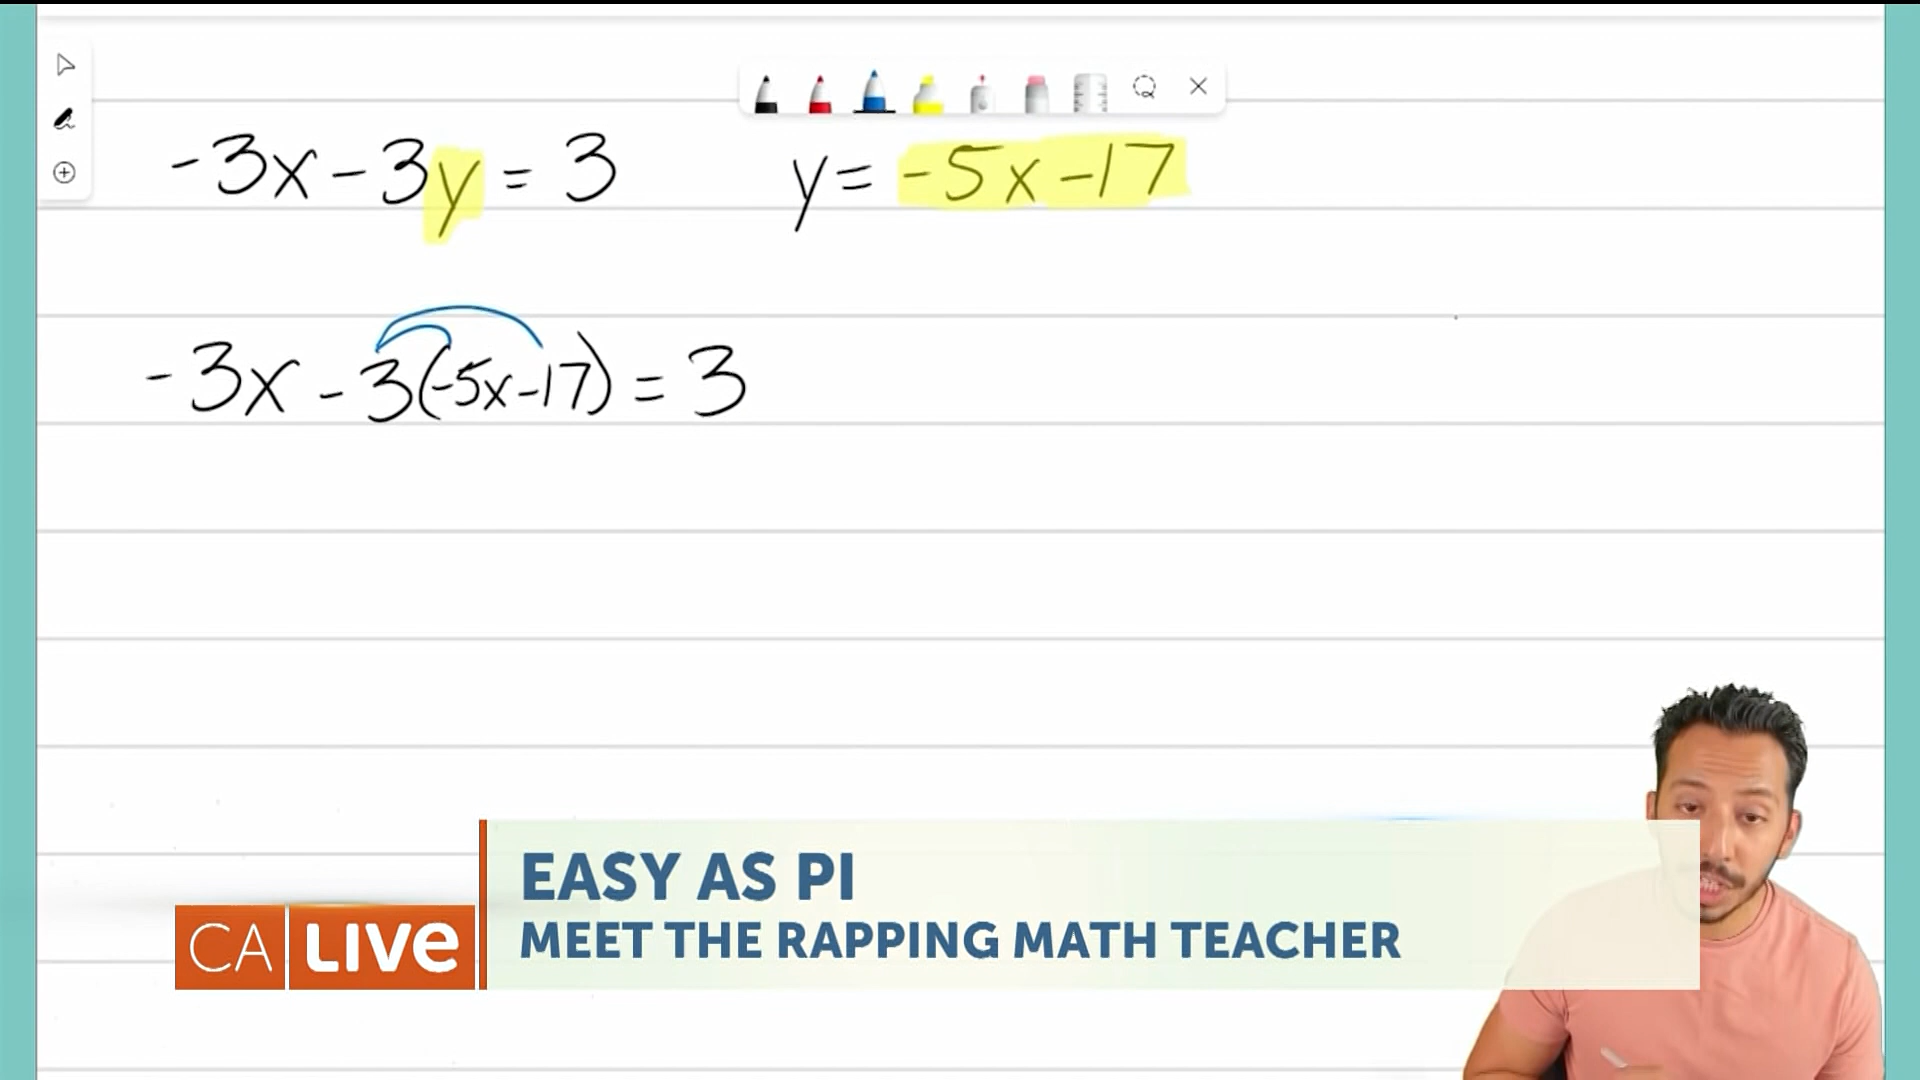 -3x - 3y = 3 y = -5x - 17
-3x - 3(-5x - 17) = 3
EASY AS PI
MEET THE RAPPING MATH TEACHER
CA LIVE